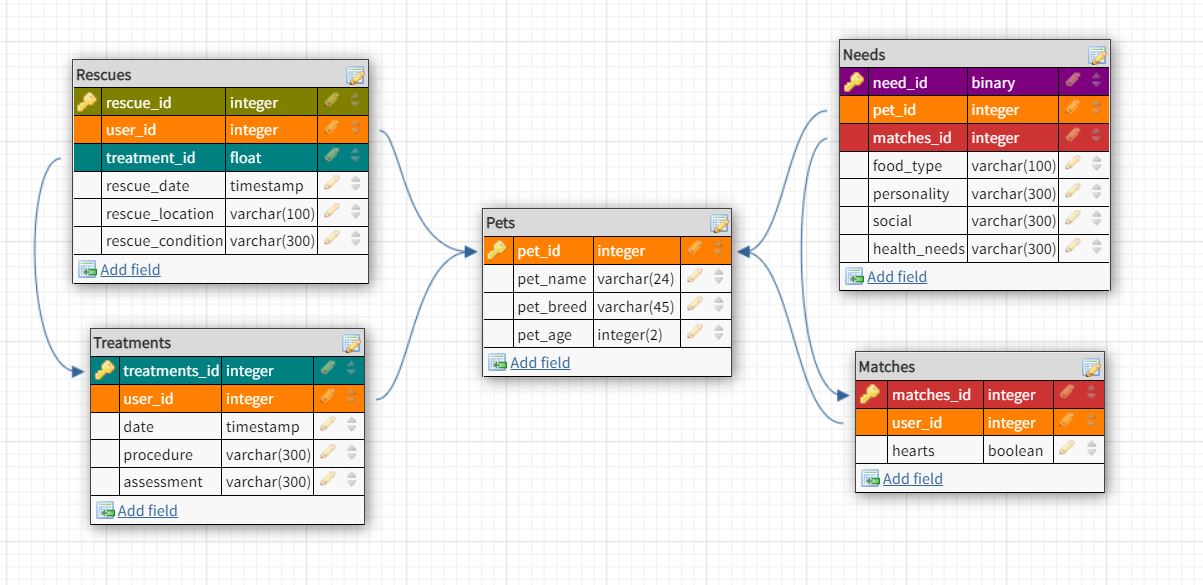 Rescues
rescue_id integer
user_id integer
treatment_id float
rescue_date timestamp
rescue_location varchar(100)
rescue_condition varchar(300)
Add field
Treatments
treatments_id integer
user_id integer
date timestamp
procedure varchar(300)
assessment varchar(300)
Add field
Pets
pet_id integer
pet_name varchar(24)
pet_breed varchar(45)
pet_age integer(2)
Add field
Needs
need_id binary
pet_id integer
matches_id integer
food_type varchar(100)
personality varchar(300)
social varchar(300)
health_needs varchar(300)
Add field
Matches
matches_id integer
user_id integer
hearts boolean
Add field